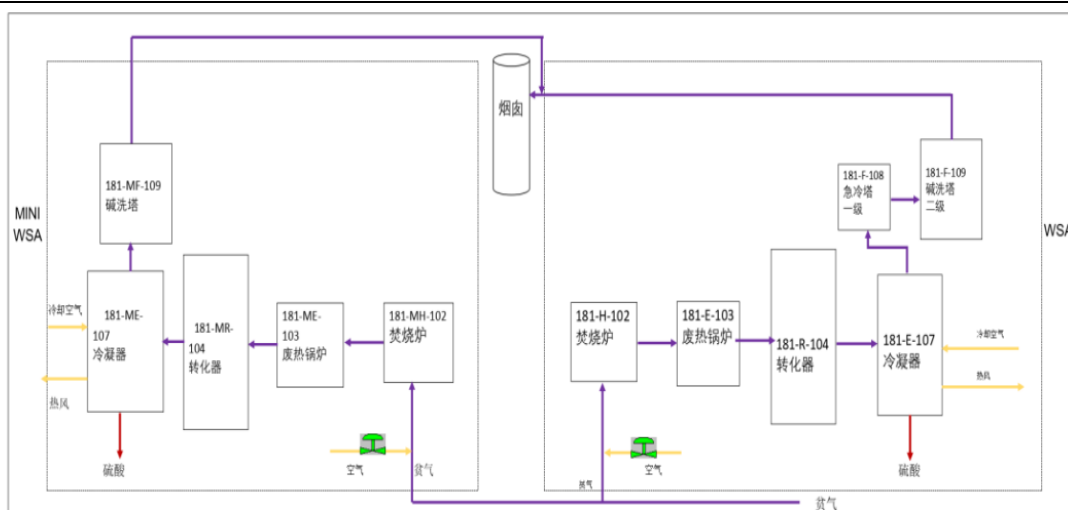 烟囱
181-MF-109
碱洗塔
181-F-108
急冷塔
一级
181-F-109
碱洗塔
二级
MINI
WSA
WSA
冷却空气
181-ME-
107
冷凝器
热风
硫酸
181-MR-
104
转化器
181-ME-
103
废热锅炉
181-MH-102
焚烧炉
空气
贫气
181-H-102
焚烧炉
181-E-103
废热锅炉
181-R-104
转化器
181-E-107
冷凝器
冷却空气
热风
硫酸
空气
贫气
贫气